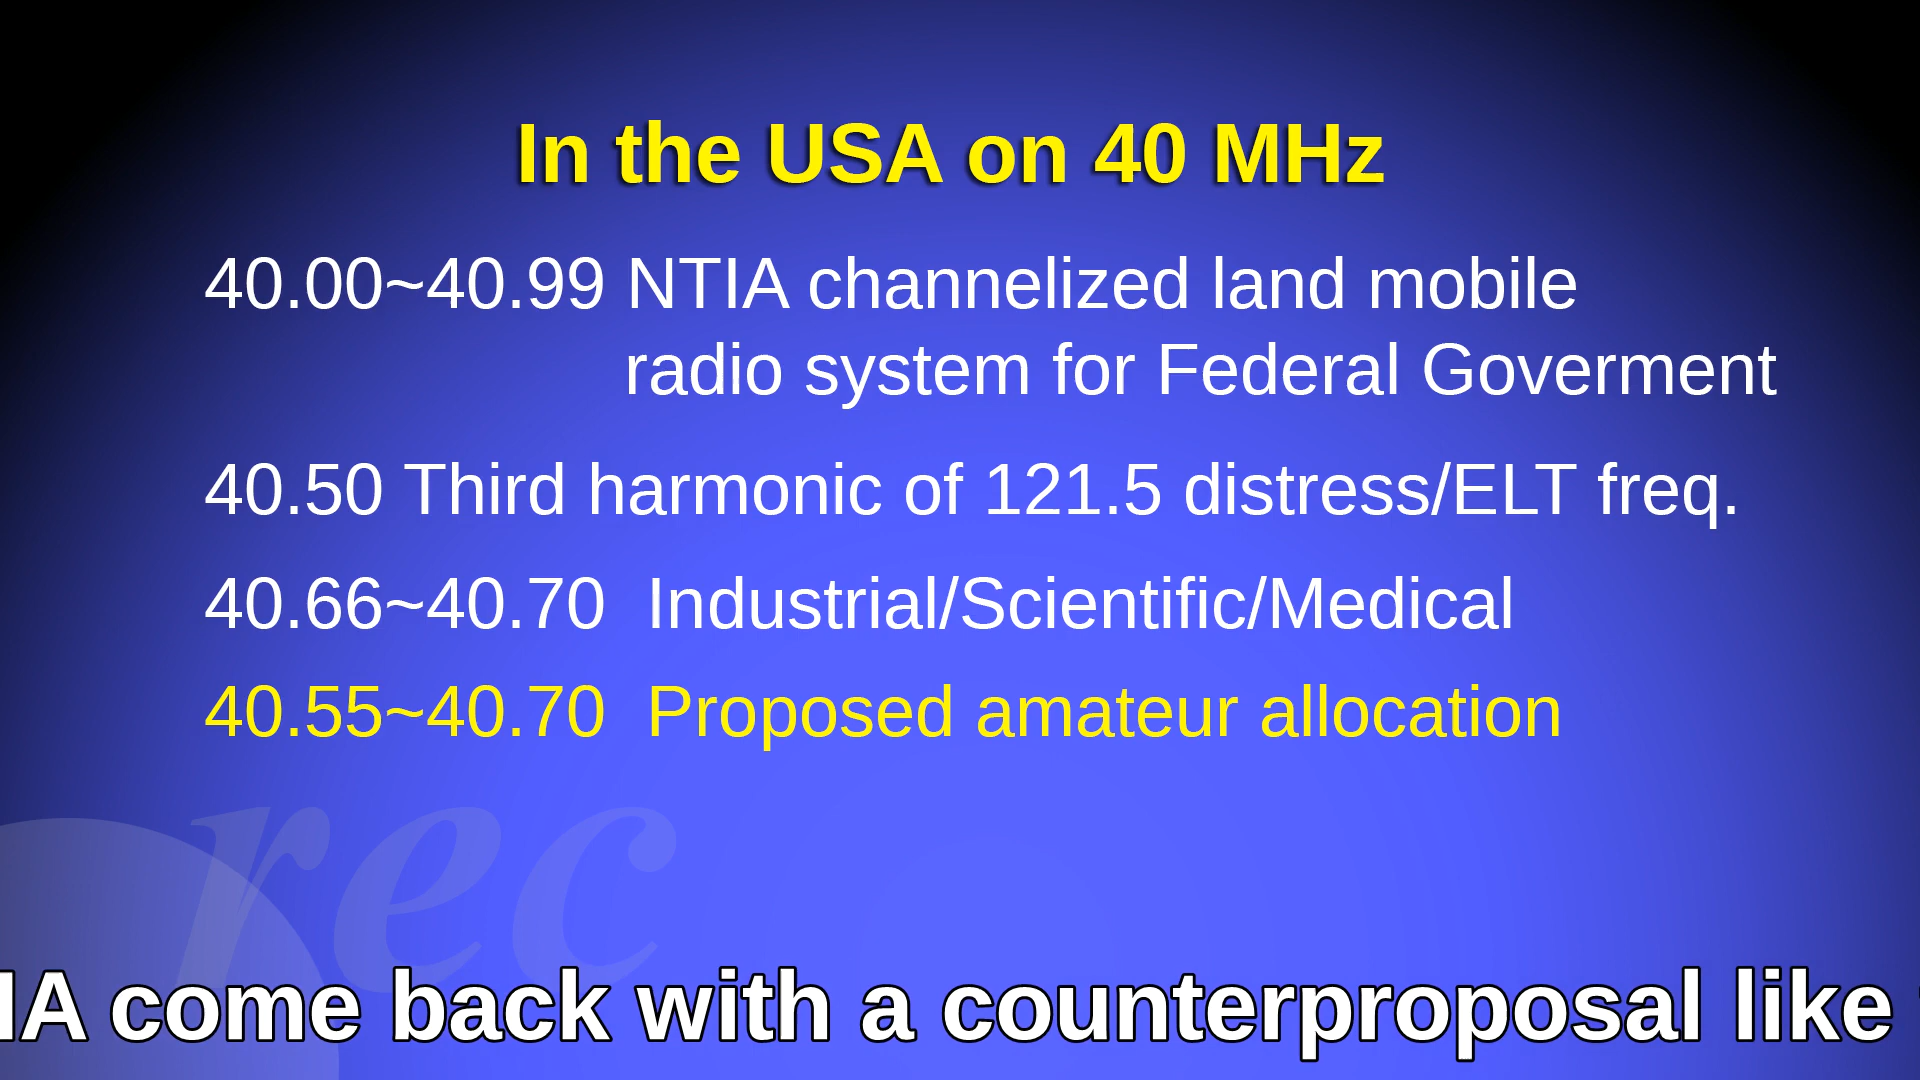 In the USA on 40 MHz
40.00~40.99 NTIA channelized land mobile
radio system for Federal Goverment
40.50 Third harmonic of 121.5 distress/ELT freq.
40.66~40.70 Industrial/Scientific/Medical
40.55~40.70 Proposed amateur allocation
rec
IA come back with a counterproposal like